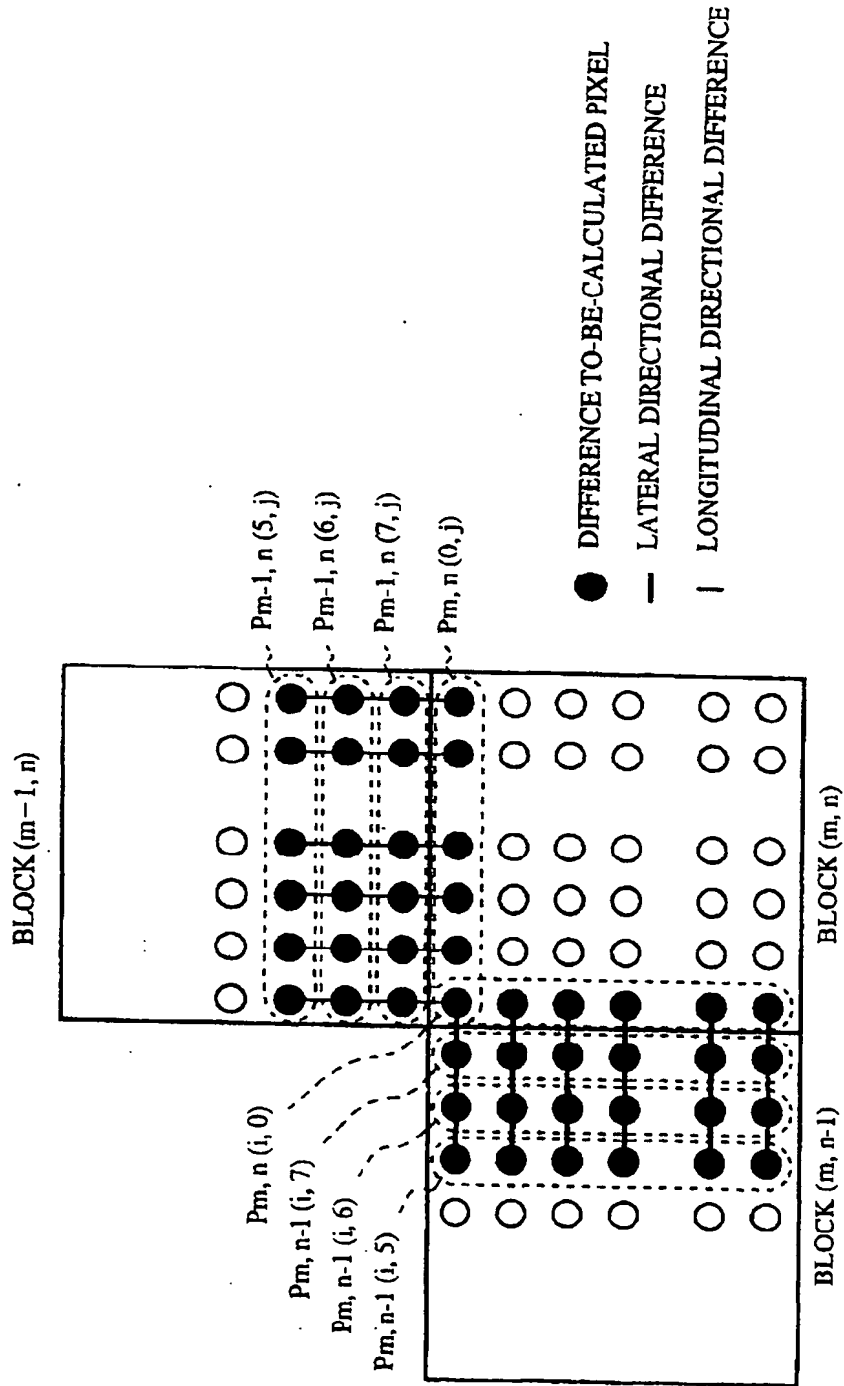 BLOCK (m−1, n)
Pm-1, n (5, j)
Pm-1, n (6, j)
Pm-1, n (7, j)
Pm, n (0, j)
Pm, n (i, 0)
Pm, n-1 (i, 7)
Pm, n-1 (i, 6)
Pm, n-1 (i, 5)
BLOCK (m, n-1)
BLOCK (m, n)
DIFFERENCE TO-BE-CALCULATED PIXEL
LATERAL DIRECTIONAL DIFFERENCE
LONGITUDINAL DIRECTIONAL DIFFERENCE